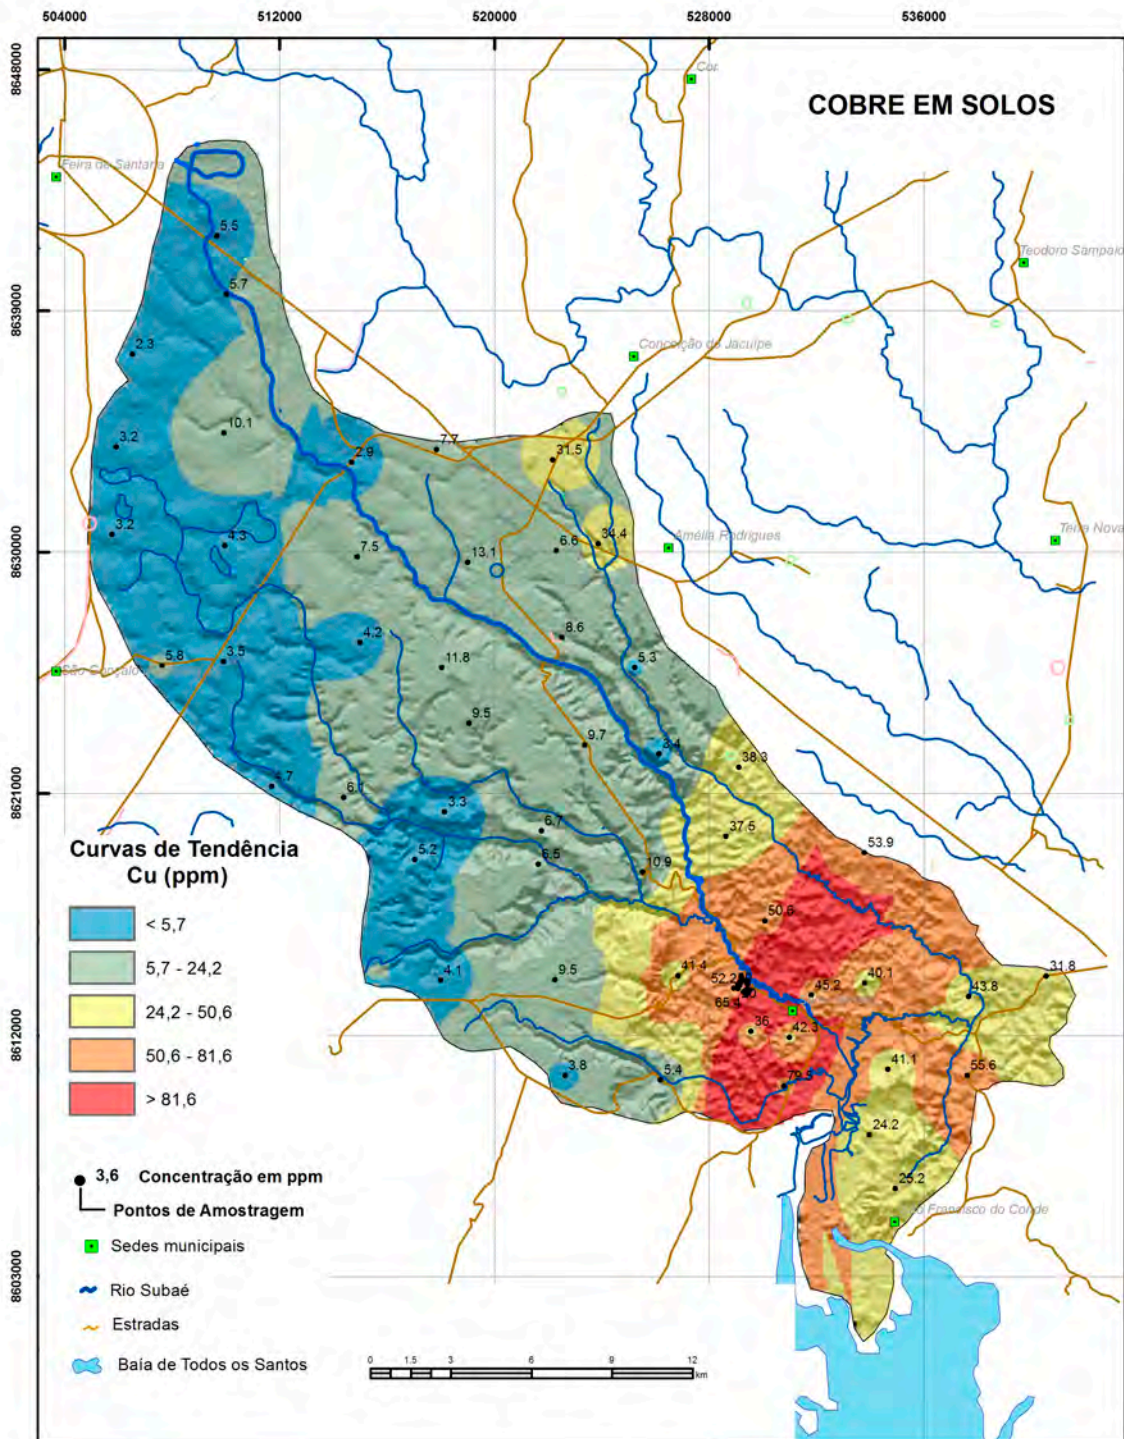 504000 512000 520000 528000 536000
8648000
COBRE EM SOLOS
Feira de Santana
Teodoro Sampaio
5.5
5.7
8639000
2.3
Conceição do Jacuípe
10.1
3.2
2.9
7.7
31.5
3.2
4.3
7.5
13.1
6.6
34.4
Amélia Rodrigues
Terra Nova
8630000
8.6
4.2
5.8
3.5
11.8
5.3
São Gonçalo
9.5
9.7
3.4
38.3
4.7
6.1
8621000
3.3
6.7
37.5
5.2
6.5
10.9
53.9
50.8
4.1
9.5
41.4
52.2
65.4
45.2
40.1
43.8
31.8
36
42.3
8612000
3.8
5.4
79.5
41.1
55.6
24.2
25.2
Francisco do Conde
8603000
Curvas de Tendência
Cu (ppm)
< 5,7
5,7 - 24,2
24,2 - 50,6
50,6 - 81,6
> 81,6
3,6 Concentração em ppm
Pontos de Amostragem
Sedes municipais
Rio Subaé
Estradas
Baía de Todos os Santos
0 1.5 3 6 9 12
km